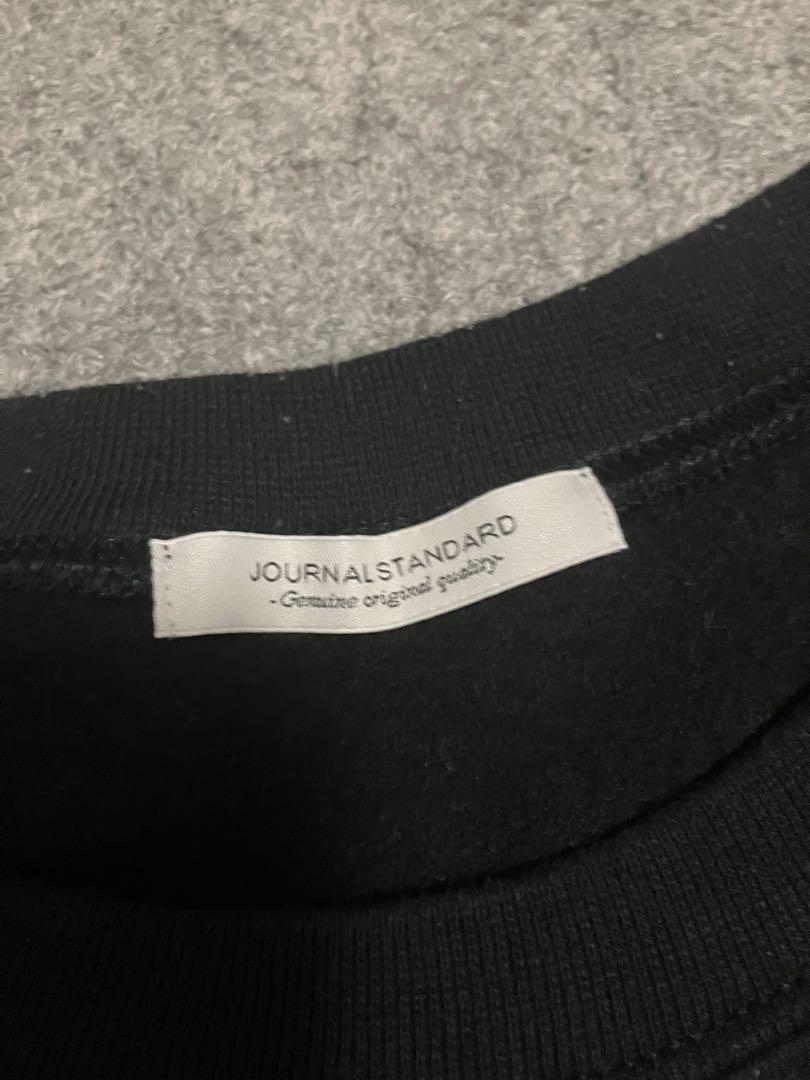 JOURNAL STANDARD
-Genuine original quality-